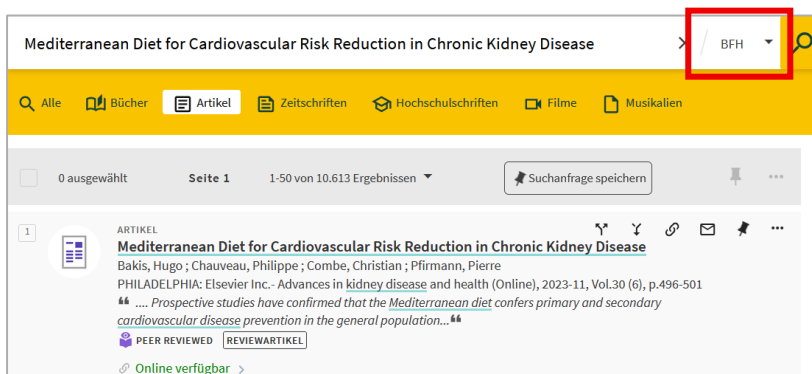 Mediterranean Diet for Cardiovascular Risk Reduction in Chronic Kidney Disease BFH
Alle Bücher Artikel Zeitschriften Hochschulschriften Filme Musikalien
0 ausgewählt Seite 1 1-50 von 10.613 Ergebnissen Suchanfrage speichern
1 ARTIKEL
Mediterranean Diet for Cardiovascular Risk Reduction in Chronic Kidney Disease
Bakis, Hugo ; Chauveau, Philippe ; Combe, Christian ; Pfirmann, Pierre
PHILADELPHIA: Elsevier Inc.- Advances in kidney disease and health (Online), 2023-11, Vol.30 (6), p.496-501
❝ .... Prospective studies have confirmed that the Mediterranean diet confers primary and secondary
cardiovascular disease prevention in the general population...❝
PEER REVIEWED REVIEWARTIKEL
Online verfügbar >